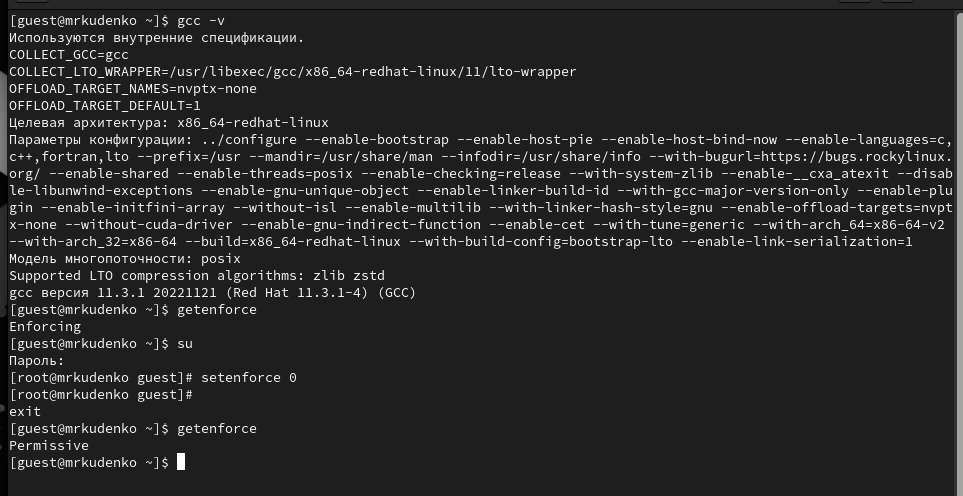 [guest@mrkudenko ~]$ gcc -v
Используются внутренние спецификации.
COLLECT_GCC=gcc
COLLECT_LTO_WRAPPER=/usr/libexec/gcc/x86_64-redhat-linux/11/lto-wrapper
OFFLOAD_TARGET_NAMES=nvptx-none
OFFLOAD_TARGET_DEFAULT=1
Целевая архитектура: x86_64-redhat-linux
Параметры конфигурации: ../configure --enable-bootstrap --enable-host-pie --enable-host-bind-now --enable-languages=c,
c++,fortran,lto --prefix=/usr --mandir=/usr/share/man --infodir=/usr/share/info --with-bugurl=https://bugs.rockylinux.
org/ --enable-shared --enable-threads=posix --enable-checking=release --with-system-zlib --enable-__cxa_atexit --disab
le-libunwind-exceptions --enable-gnu-unique-object --enable-linker-build-id --with-gcc-major-version-only --enable-plu
gin --enable-initfini-array --without-isl --enable-multilib --with-linker-hash-style=gnu --enable-offload-targets=nvpt
x-none --without-cuda-driver --enable-gnu-indirect-function --enable-cet --with-tune=generic --with-arch_64=x86-64-v2
--with-arch_32=x86-64 --build=x86_64-redhat-linux --with-build-config=bootstrap-lto --enable-link-serialization=1
Модель многопоточности: posix
Supported LTO compression algorithms: zlib zstd
gcc версия 11.3.1 20221121 (Red Hat 11.3.1-4) (GCC)
[guest@mrkudenko ~]$ getenforce
Enforcing
[guest@mrkudenko ~]$ su
Пароль:
[root@mrkudenko guest]# setenforce 0
[root@mrkudenko guest]#
exit
[guest@mrkudenko ~]$ getenforce
Permissive
[guest@mrkudenko ~]$